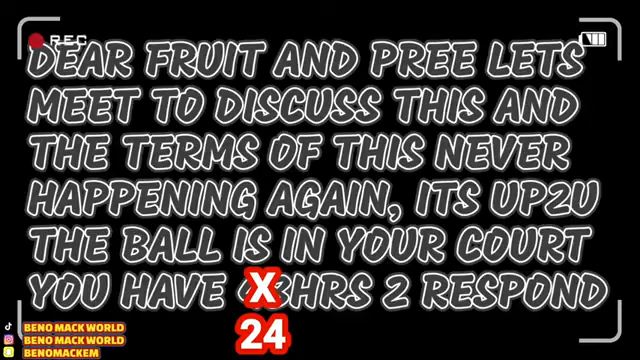 REC
DEAR FRUIT AND PREE LETS
MEET TO DISCUSS THIS AND
THE TERMS OF THIS NEVER
HAPPENING AGAIN, ITS UP2U
THE BALL IS IN YOUR COURT
YOU HAVE X HRS 2 RESPOND
24
BENO MACK WORLD
BENO MACK WORLD
BENOMACKEM